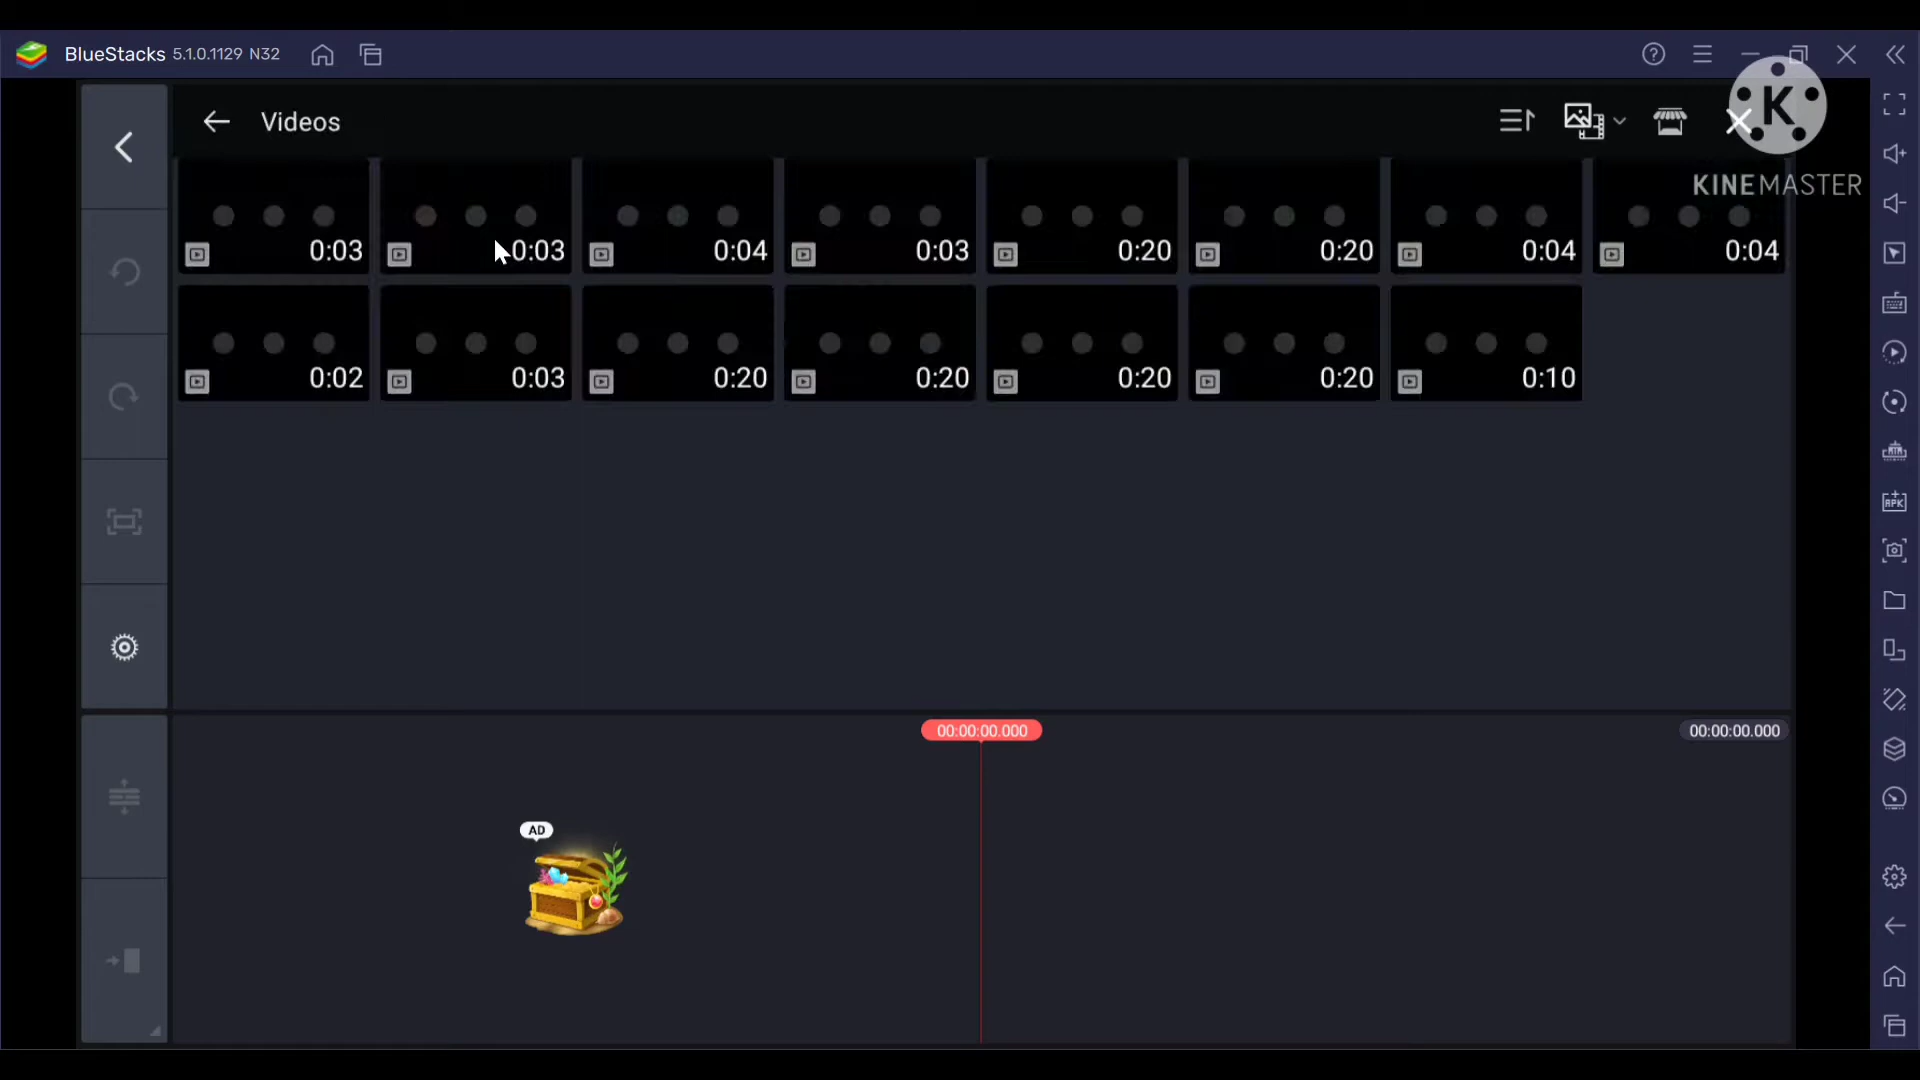 BlueStacks 5.1.0.1129 N32
Videos
K
KINEMASTER
0:03 0:03 0:04 0:03 0:20 0:20 0:04 0:04
0:02 0:03 0:20 0:20 0:20 0:20 0:10
00:00:00.000 00:00:00.000
AD
APK